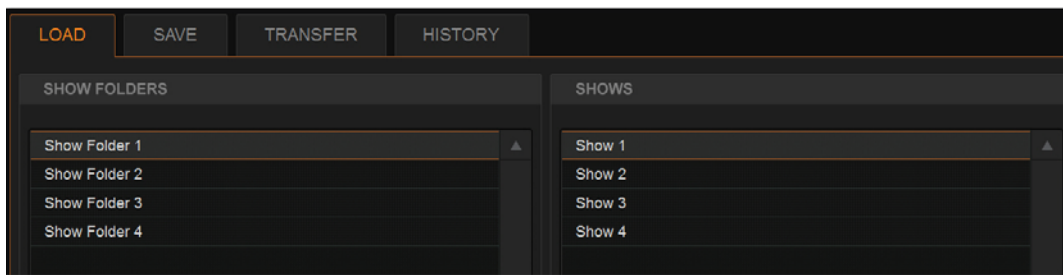 LOAD SAVE TRANSFER HISTORY
SHOW FOLDERS
Show Folder 1
Show Folder 2
Show Folder 3
Show Folder 4
SHOWS
Show 1
Show 2
Show 3
Show 4